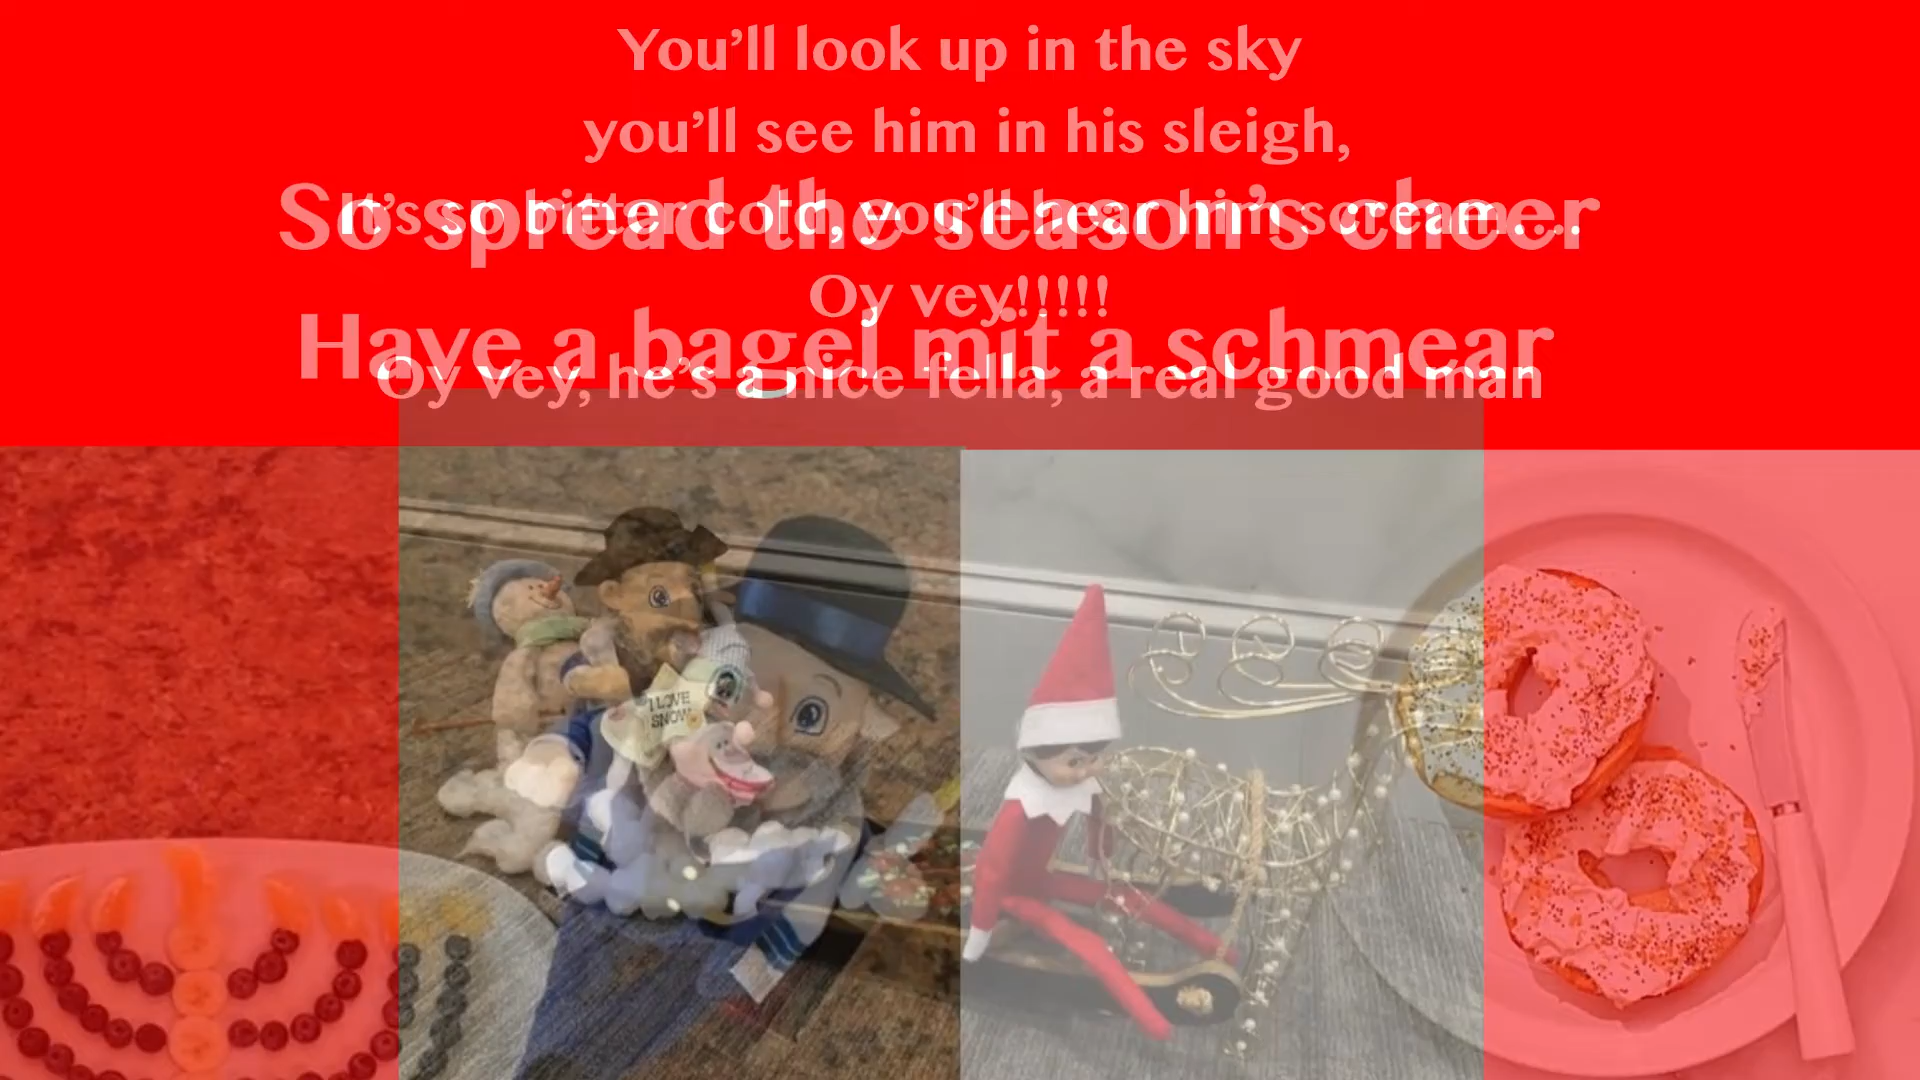 You’ll look up in the sky
you’ll see him in his sleigh,
It’s so bitter cold, you’ll hear him scream....
So spread the season’s cheer
Oy vey!!!!!
Have a bagel mit a schmear
Oy vey, he’s a nice fella, a real good man
I LOVE
SNOW